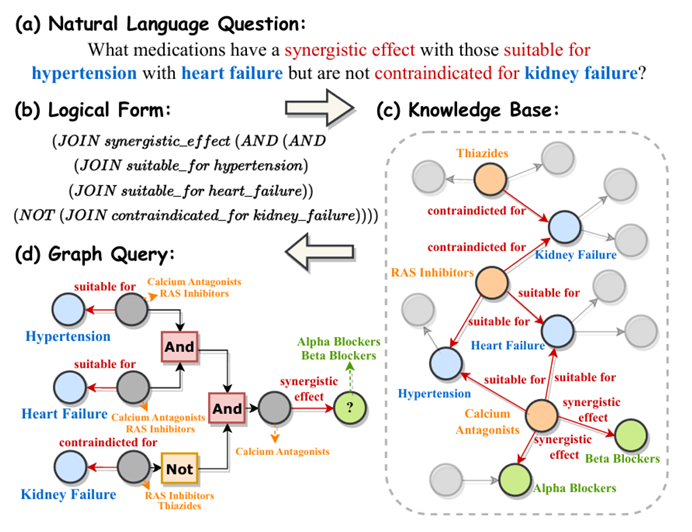 (a) Natural Language Question:
What medications have a synergistic effect with those suitable for
hypertension with heart failure but are not contraindicated for kidney failure?
(b) Logical Form:
(JOIN synergistic_effect (AND (AND
(JOIN suitable_for hypertension)
(JOIN suitable_for heart_failure))
(NOT (JOIN contraindicated_for kidney_failure))))
(c) Knowledge Base:
Thiazides
contraindicted for
contraindicted for
Kidney Failure
RAS Inhibitors
suitable for
suitable for
Heart Failure
Hypertension
suitable for
suitable for
Calcium
Antagonists
synergistic
effect
synergistic
effect
Beta Blockers
Alpha Blockers
(d) Graph Query:
suitable for
Calcium Antagonists
RAS Inhibitors
Hypertension
And
suitable for
Heart Failure
Calcium Antagonists
RAS Inhibitors
And
Alpha Blockers
Beta Blockers
synergistic
effect
?
Calcium Antagonists
contraindicted for
Not
Kidney Failure
RAS Inhibitors
Thiazides